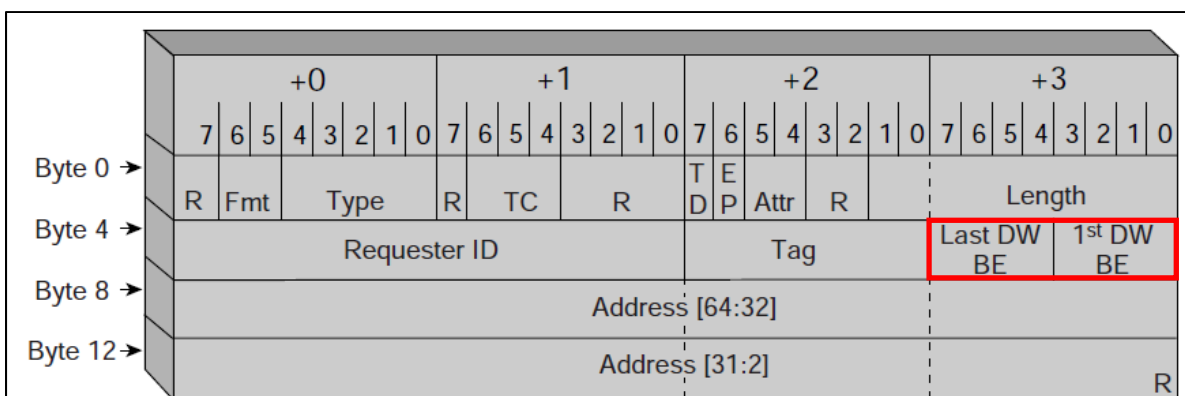 +0 +1 +2 +3
7 6 5 4 3 2 1 0 7 6 5 4 3 2 1 0 7 6 5 4 3 2 1 0 7 6 5 4 3 2 1 0
Byte 0 R Fmt Type R TC R TD EP Attr R Length
Byte 4 Requester ID Tag Last DW BE 1st DW BE
Byte 8 Address [64:32]
Byte 12 Address [31:2] R